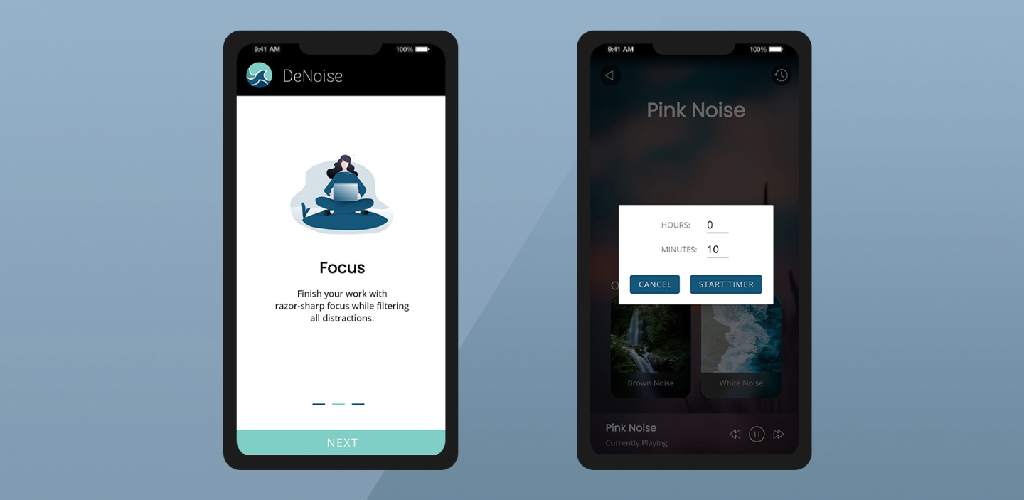 9:41 AM 100%
DeNoise
Focus
Finish your work with
razor-sharp focus while filtering
all distractions.
NEXT
9:41 AM 100%
Pink Noise
HOURS: 0
MINUTES: 10
CANCEL START TIMER
Brown Noise White Noise
Pink Noise
Currently Playing